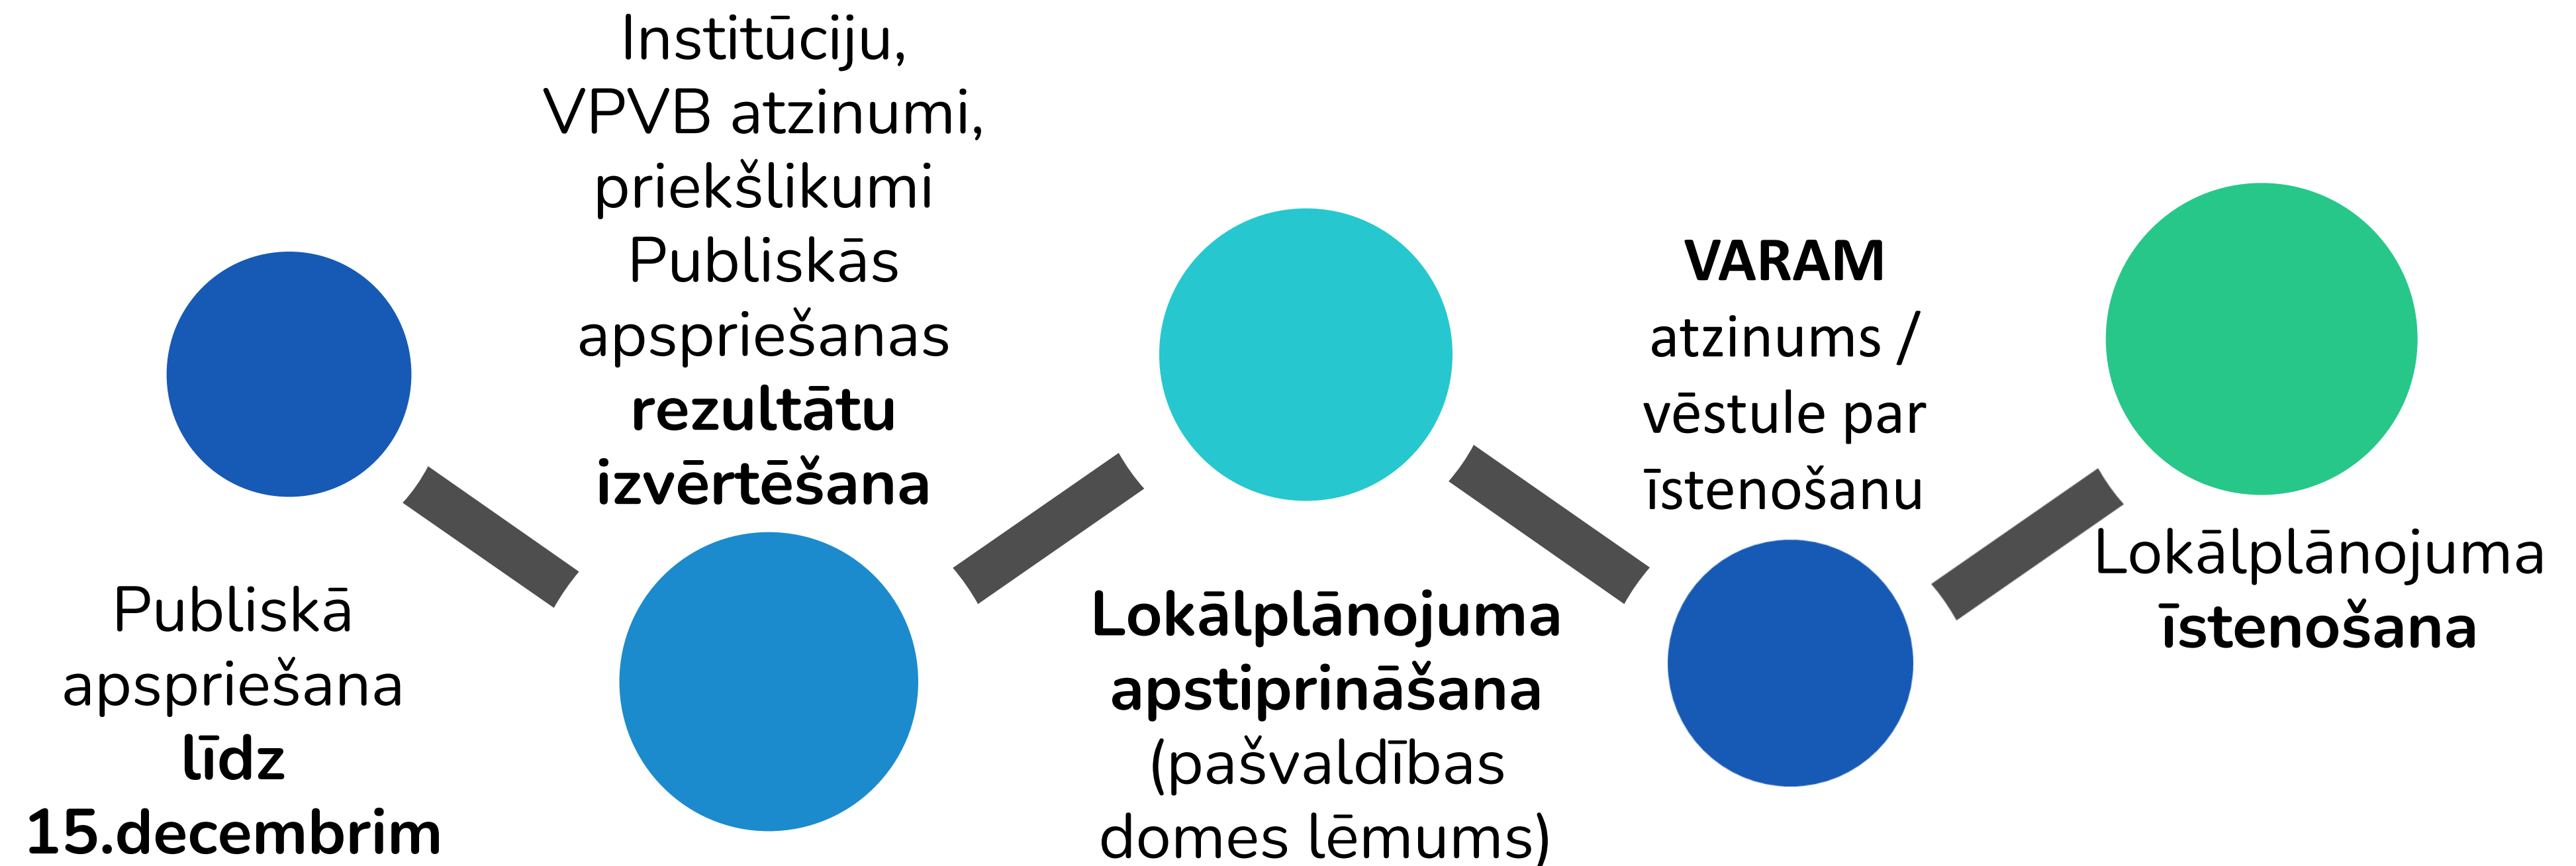 Publiskā
apspriešana
līdz
15.decembrim
Institūciju,
VPVB atzinumi,
priekšlikumi
Publiskās
apspriešanas
rezultātu
izvērtēšana
Lokālplānojuma
apstiprināšana
(pašvaldības
domes lēmums)
VARAM
atzinums /
vēstule par
īstenošanu
Lokālplānojuma
īstenošana